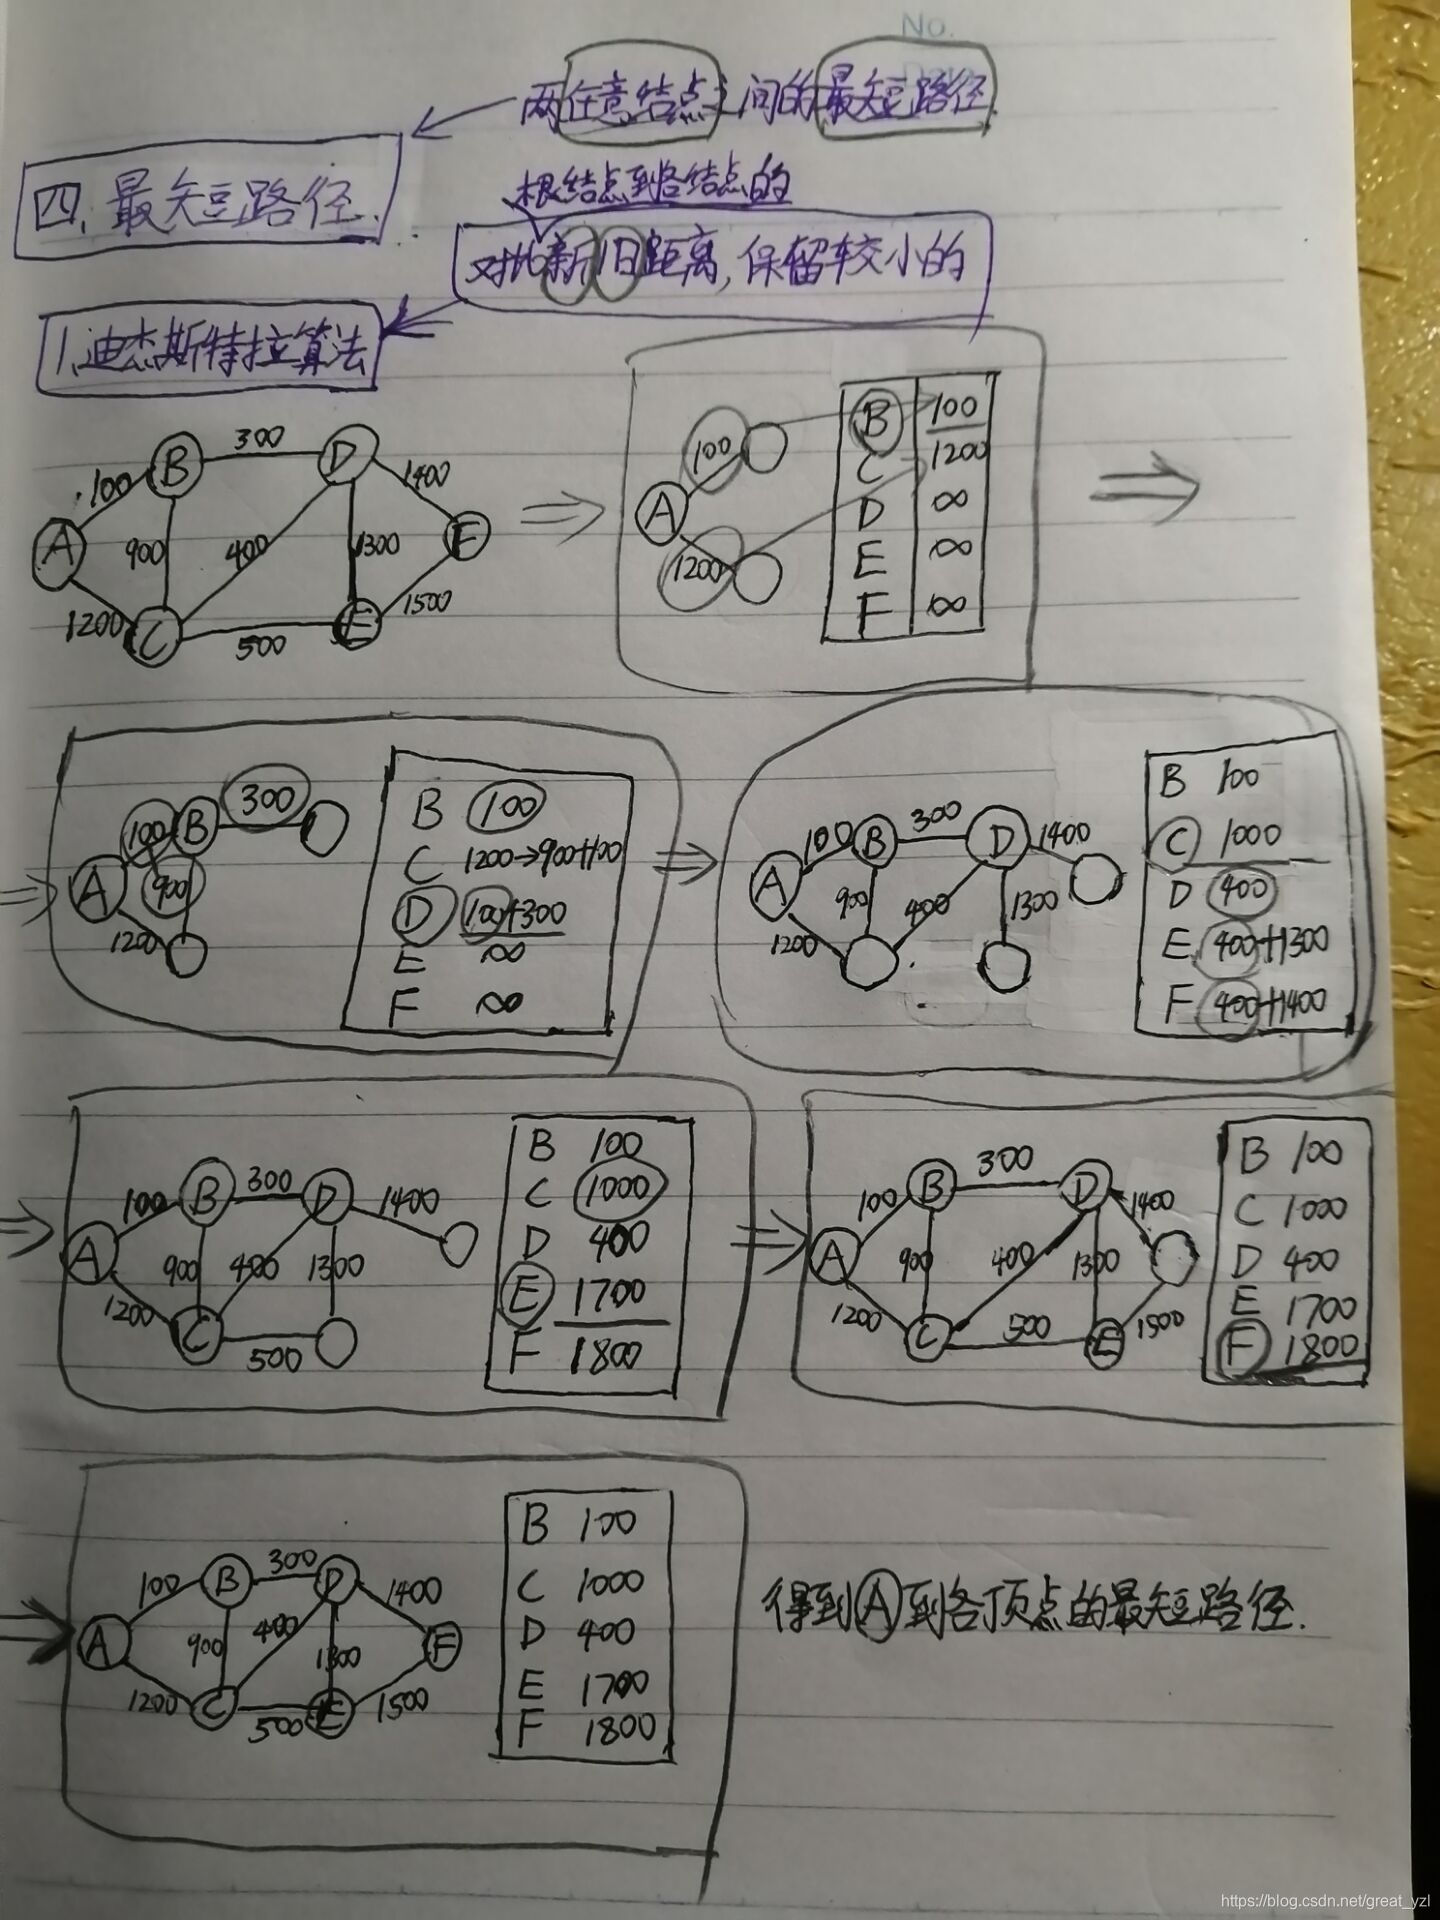 No.
Date
两任意结点之间的最短路径.
四、最短路径.
根结点到各结点的
对比新旧距离,保留较小的
1.迪杰斯特拉算法
A B C D E F
100 300 1400
900 400 1300
1200 500 1500
A 100 1200
B 100
C 1200
D ∞
E ∞
F ∞
A B
100 300
900
1200
B 100
C 1200→900+100
D 100+300
E ∞
F ∞
A B D
100 300 1400
900 400 1300
1200
B 100
C 1000
D 400
E 400+1300
F 400+1400
A B D C
100 300 1400
900 400 1300
1200 500
B 100
C 1000
D 400
E 1700
F 1800
A B D C E
100 300 1400
900 400 1300
1200 500 1500
B 100
C 1000
D 400
E 1700
F 1800
A B D C E F
100 300 1400
900 400 1300
1200 500 1500
B 100
C 1000
D 400
E 1700
F 1800
得到A到各顶点的最短路径.
https://blog.csdn.net/great_yzl